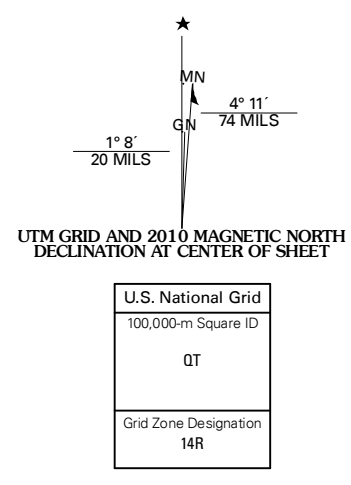 ★
MN
GN
4° 11´
74 MILS
1° 8´
20 MILS
UTM GRID AND 2010 MAGNETIC NORTH
DECLINATION AT CENTER OF SHEET
U.S. National Grid
100,000-m Square ID
QT
Grid Zone Designation
14R